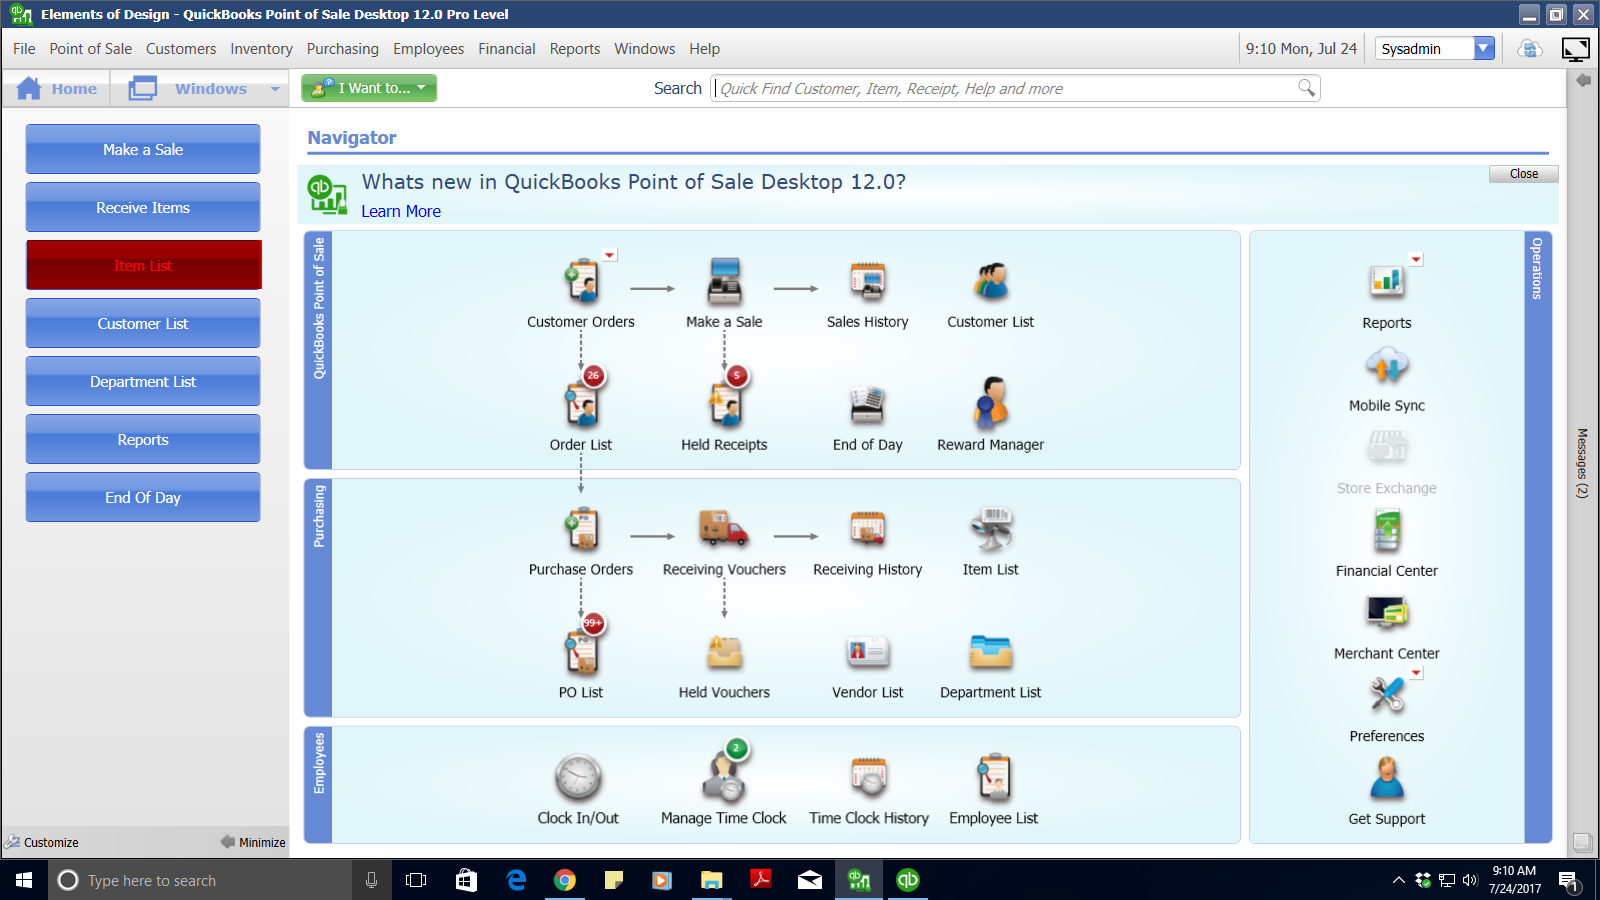 Elements of Design - QuickBooks Point of Sale Desktop 12.0 Pro Level
File Point of Sale Customers Inventory Purchasing Employees Financial Reports Windows Help
9:10 Mon, Jul 24
Sysadmin
Home
Windows
I Want to...
Search
Quick Find Customer, Item, Receipt, Help and more
Make a Sale
Receive Items
Item List
Customer List
Department List
Reports
End Of Day
Customize
Minimize
Navigator
qb
Whats new in QuickBooks Point of Sale Desktop 12.0?
Learn More
Close
QuickBooks Point of Sale
Customer Orders
Make a Sale
Sales History
Customer List
26
5
Order List
Held Receipts
End of Day
Reward Manager
Purchasing
PO
Purchase Orders
Receiving Vouchers
Receiving History
Item List
99+
PO
PO List
Held Vouchers
Vendor List
Department List
Employees
2
Clock In/Out
Manage Time Clock
Time Clock History
Employee List
Operations
Reports
Mobile Sync
Store Exchange
Financial Center
Merchant Center
Preferences
Get Support
Messages (2)
Type here to search
qb
9:10 AM
7/24/2017
1